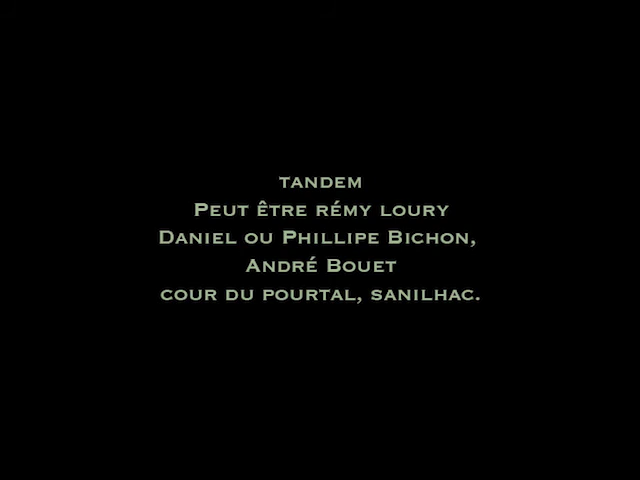 TANDEM
PEUT ÊTRE RÉMY LOURY
DANIEL OU PHILLIPE BICHON,
ANDRÉ BOUET
COUR DU POURTAL, SANILHAC.